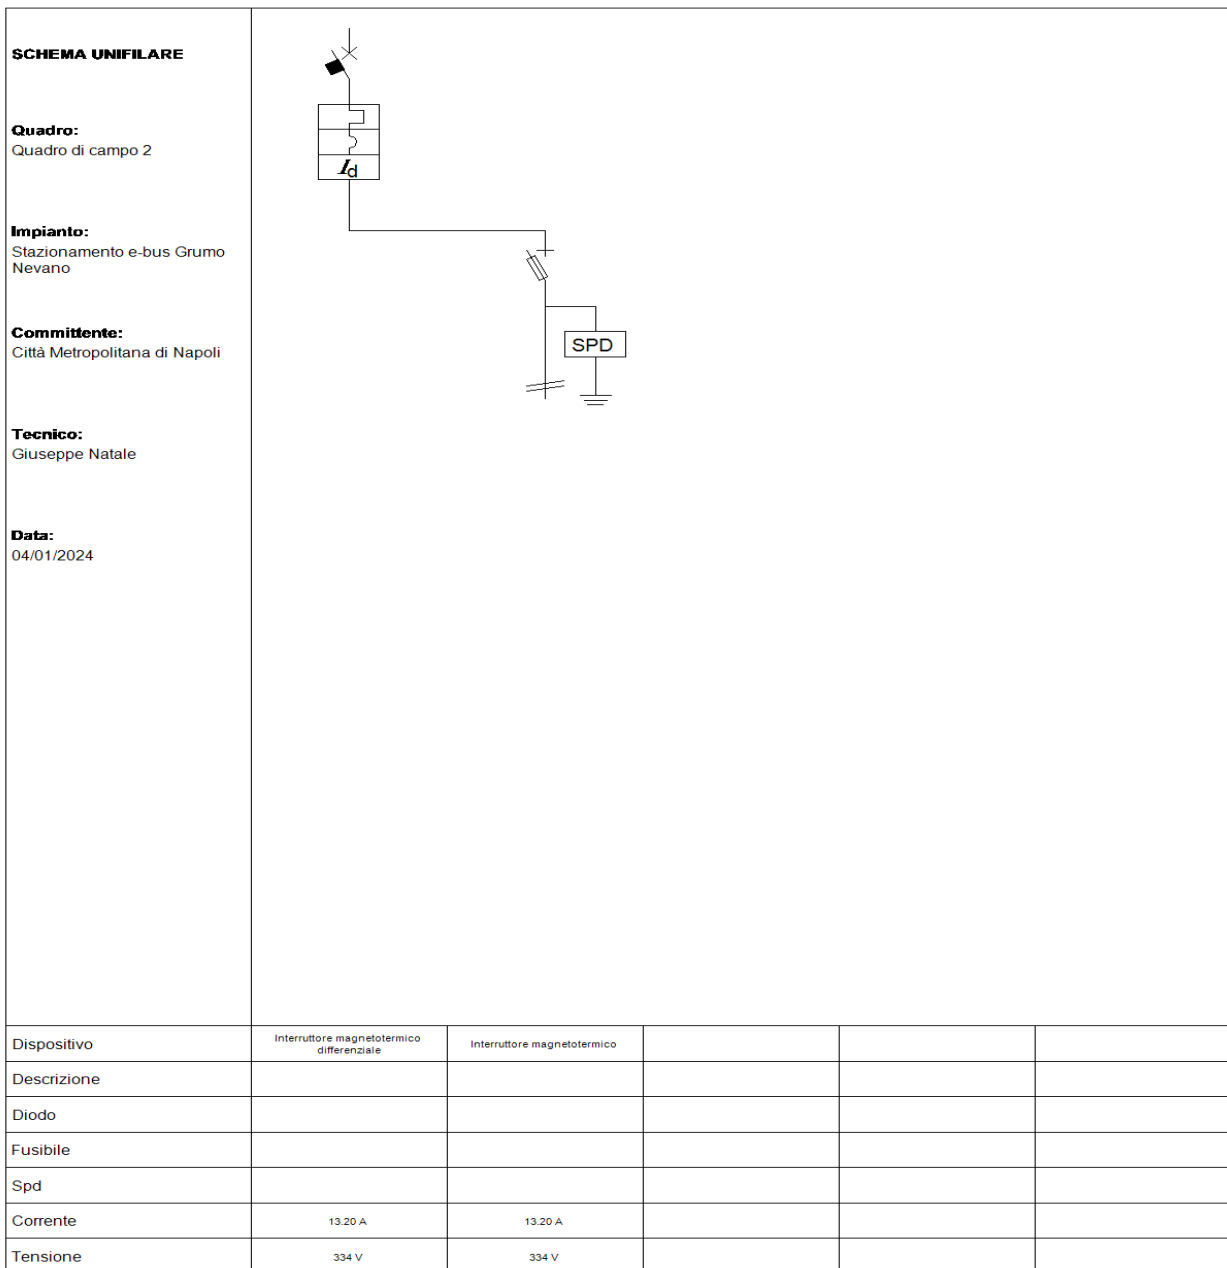 SCHEMA UNIFILARE
Quadro:
Quadro di campo 2
Impianto:
Stazionamento e-bus Grumo
Nevano
Committente:
Città Metropolitana di Napoli
Tecnico:
Giuseppe Natale
Data:
04/01/2024
Id
SPD
Dispositivo
Interruttore magnetotermico
differenziale
Interruttore magnetotermico
Descrizione
Diodo
Fusibile
Spd
Corrente 13.20 A 13.20 A
Tensione 334 V 334 V